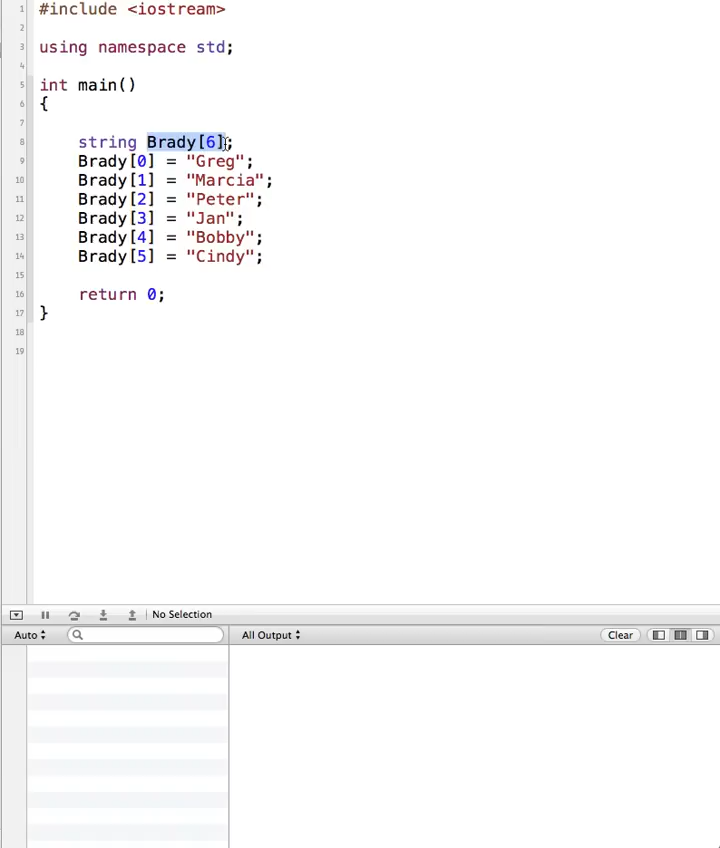 1 #include <iostream>
2
3 using namespace std;
4
5 int main()
6 {
7
8 string Brady[6];
9 Brady[0] = "Greg";
10 Brady[1] = "Marcia";
11 Brady[2] = "Peter";
12 Brady[3] = "Jan";
13 Brady[4] = "Bobby";
14 Brady[5] = "Cindy";
15
16 return 0;
17 }
18
19
No Selection
Auto All Output Clear